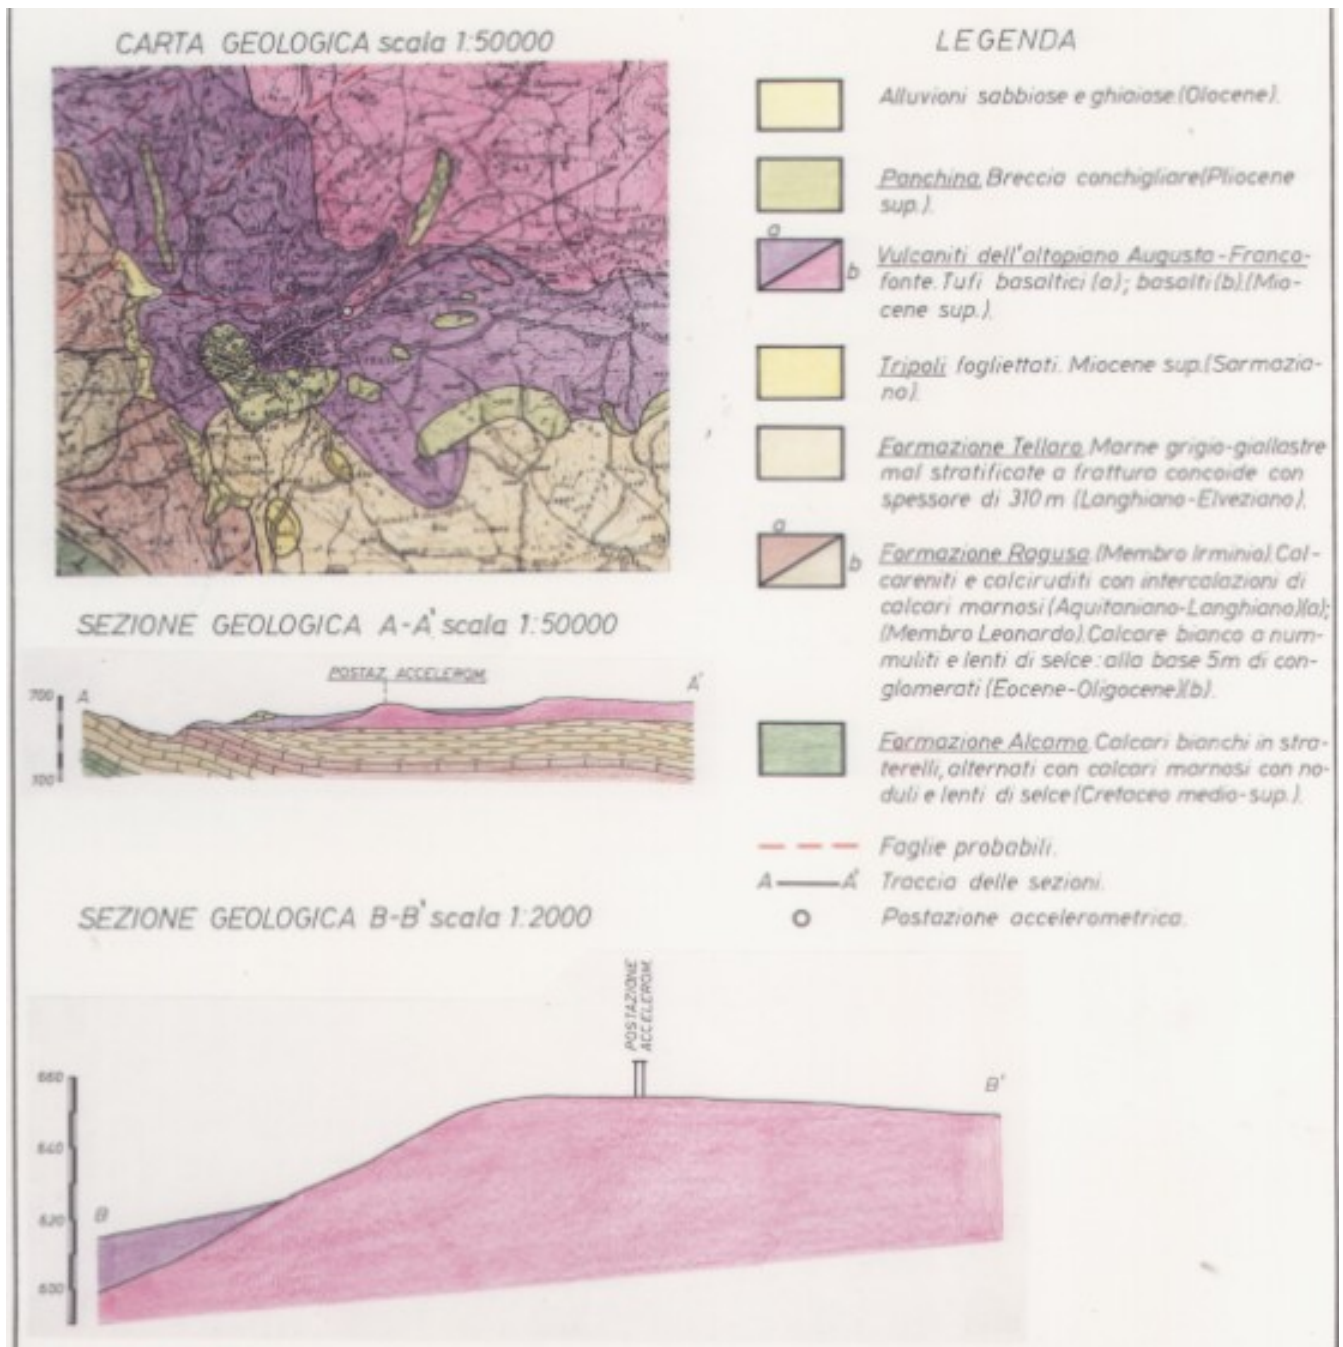 CARTA GEOLOGICA scala 1:50000
LEGENDA
Alluvioni sabbiose e ghiaiose.(Olocene).
Panchina. Breccia conchigliare(Pliocene
sup.).
a
b
Vulcaniti dell'altopiano Augusta-Franco-
fonte. Tufi basaltici (a); basalti (b).(Mio-
cene sup.).
Tripoli fogliettati. Miocene sup.(Sarmazia-
no).
Formazione Tellaro. Marne grigio-giallastre
mal stratificate a frattura concoide con
spessore di 310 m (Langhiano-Elveziano).
a
b
Formazione Ragusa. (Membro Irminio). Cal-
careniti e calciruditi con intercalazioni di
calcari marnosi (Aquitaniano-Langhiano)(a);
(Membro Leonardo). Calcare bianco a num-
muliti e lenti di selce: alla base 5m di con-
glomerati (Eocene-Oligocene)(b).
Formazione Alcamo. Calcari bianchi in stra-
terelli, alternati con calcari marnosi con no-
duli e lenti di selce (Cretaceo medio-sup.).
Faglie probabili.
A A' Traccia delle sezioni.
Postazione accelerometrica.
SEZIONE GEOLOGICA A-A' scala 1:50000
POSTAZ. ACCELEROM.
700
A
A'
100
SEZIONE GEOLOGICA B-B' scala 1:2000
POSTAZIONE
ACCELEROM.
660
640
620
600
B
B'